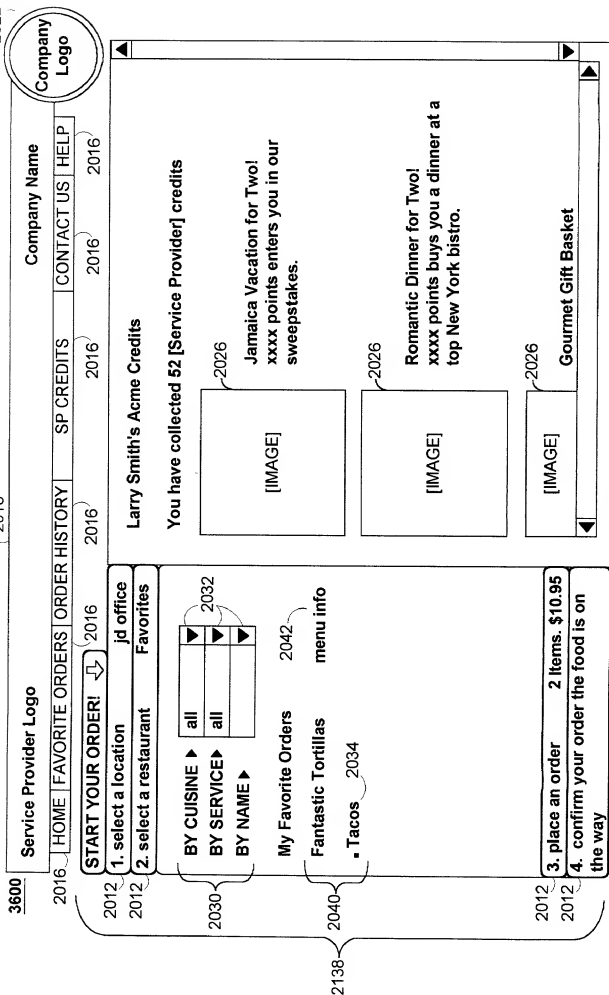 3600
Service Provider Logo
Company Name
Company Logo
2016 HOME FAVORITE ORDERS ORDER HISTORY SP CREDITS CONTACT US HELP
2016 2016 2016 2016 2016
START YOUR ORDER!
2012 1. select a location jd office
2012 2. select a restaurant Favorites
BY CUISINE all
BY SERVICE all
BY NAME
2030
2032
My Favorite Orders 2042
Fantastic Tortillas menu info
Tacos 2034
2040
2138
2012 3. place an order 2 Items. $10.95
2012 4. confirm your order the food is on
the way
Larry Smith's Acme Credits
You have collected 52 [Service Provider] credits
[IMAGE]
2026
Jamaica Vacation for Two!
xxxx points enters you in our
sweepstakes.
[IMAGE]
2026
Romantic Dinner for Two!
xxxx points buys you a dinner at a
top New York bistro.
[IMAGE]
2026
Gourmet Gift Basket